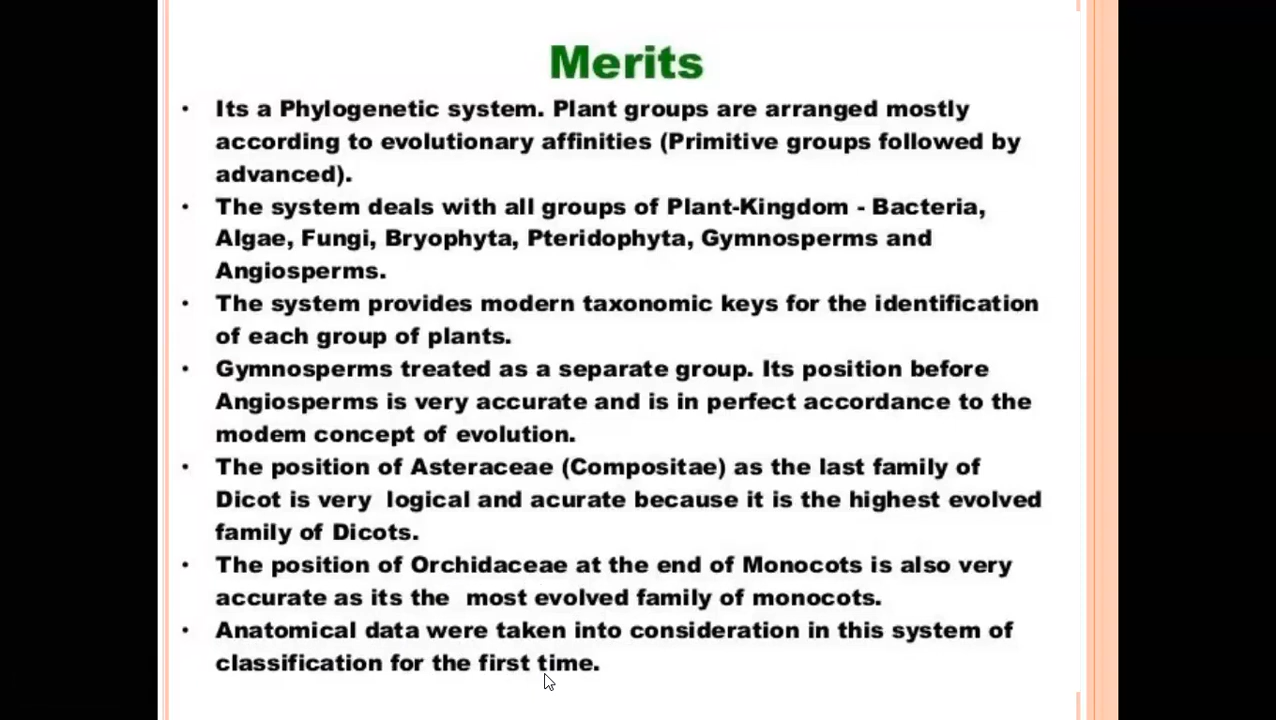 Merits
• Its a Phylogenetic system. Plant groups are arranged mostly
according to evolutionary affinities (Primitive groups followed by
advanced).
• The system deals with all groups of Plant-Kingdom - Bacteria,
Algae, Fungi, Bryophyta, Pteridophyta, Gymnosperms and
Angiosperms.
• The system provides modern taxonomic keys for the identification
of each group of plants.
• Gymnosperms treated as a separate group. Its position before
Angiosperms is very accurate and is in perfect accordance to the
modem concept of evolution.
• The position of Asteraceae (Compositae) as the last family of
Dicot is very logical and acurate because it is the highest evolved
family of Dicots.
• The position of Orchidaceae at the end of Monocots is also very
accurate as its the most evolved family of monocots.
• Anatomical data were taken into consideration in this system of
classification for the first time.